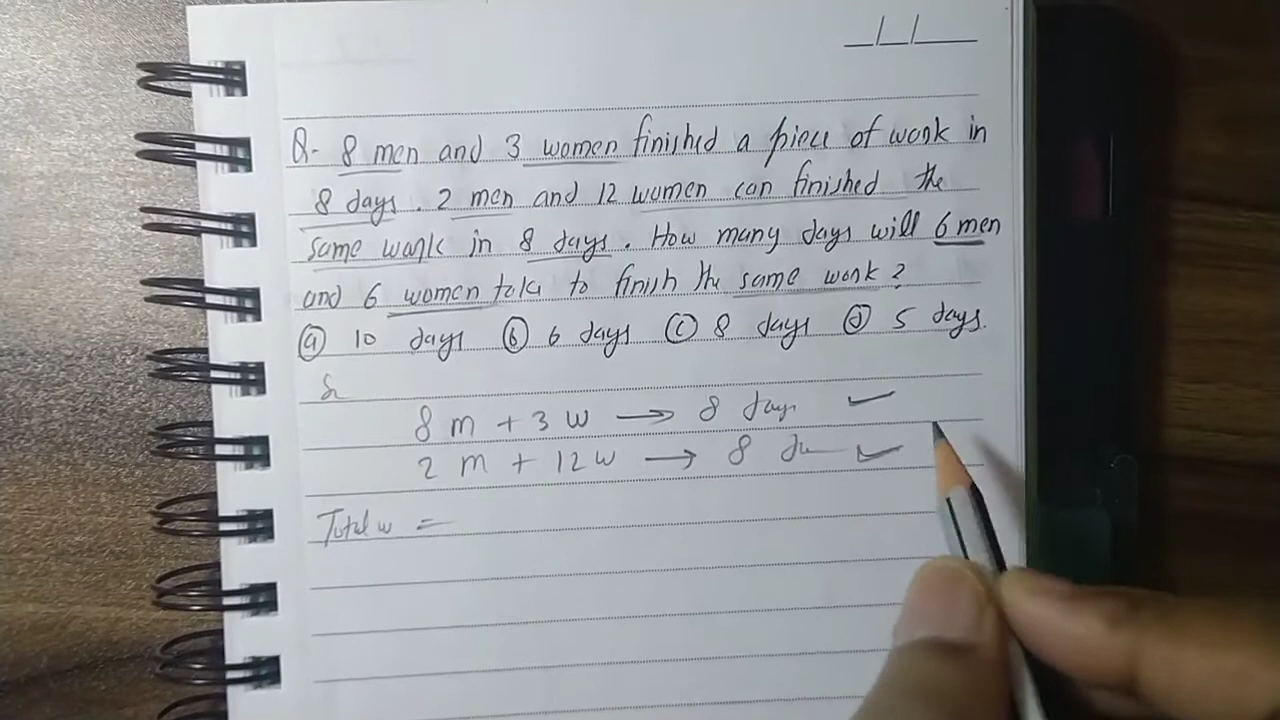 _/_/_
Q- 8 men and 3 women finished a piece of work in
8 days. 2 men and 12 women can finished the
same work in 8 days. How many days will 6 men
and 6 women take to finish the same work?
(a) 10 days (b) 6 days (c) 8 days (d) 5 days.
8 m + 3 w → 8 days
2 m + 12 w → 8
Total w =